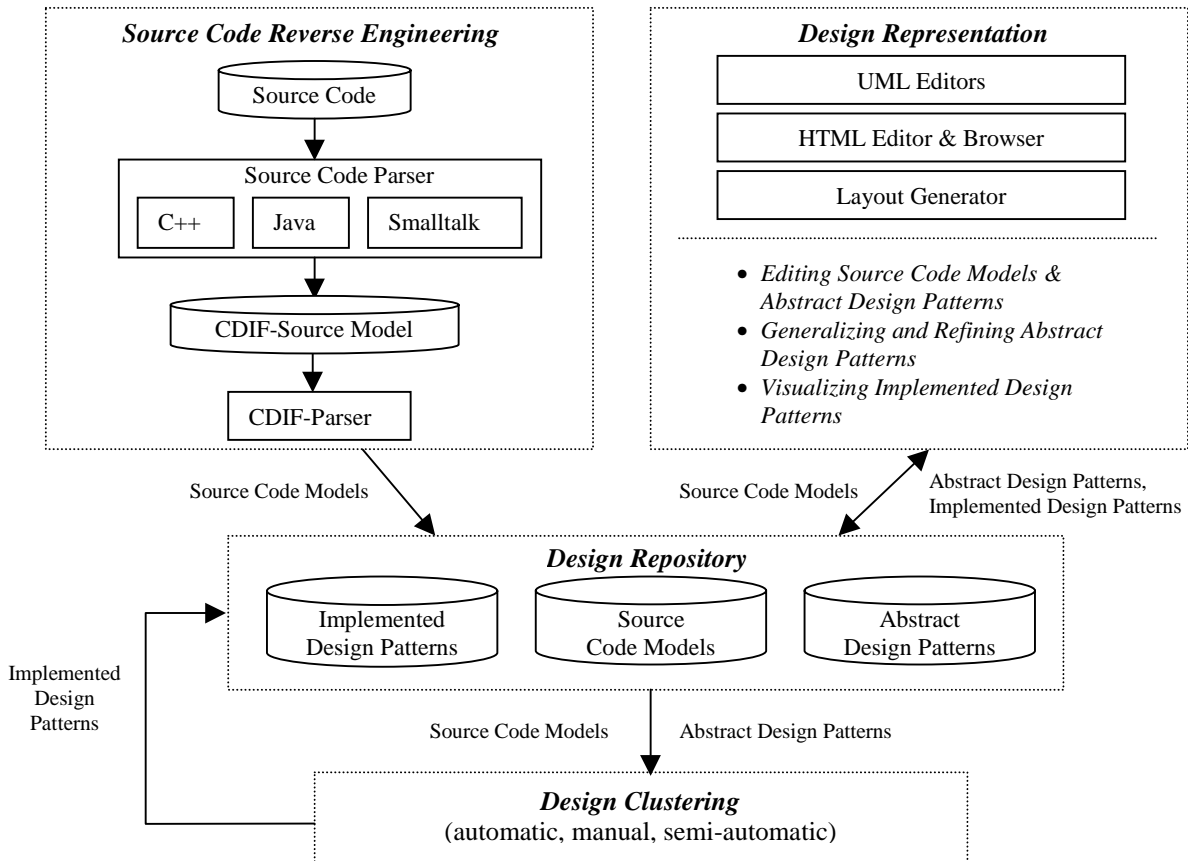 Source Code Reverse Engineering
Source Code
Source Code Parser
C++
Java
Smalltalk
CDIF-Source Model
CDIF-Parser
Design Representation
UML Editors
HTML Editor & Browser
Layout Generator
• Editing Source Code Models &
Abstract Design Patterns
• Generalizing and Refining Abstract
Design Patterns
• Visualizing Implemented Design
Patterns
Source Code Models
Source Code Models
Abstract Design Patterns,
Implemented Design Patterns
Design Repository
Implemented
Design Patterns
Source
Code Models
Abstract
Design Patterns
Implemented
Design
Patterns
Source Code Models
Abstract Design Patterns
Design Clustering
(automatic, manual, semi-automatic)